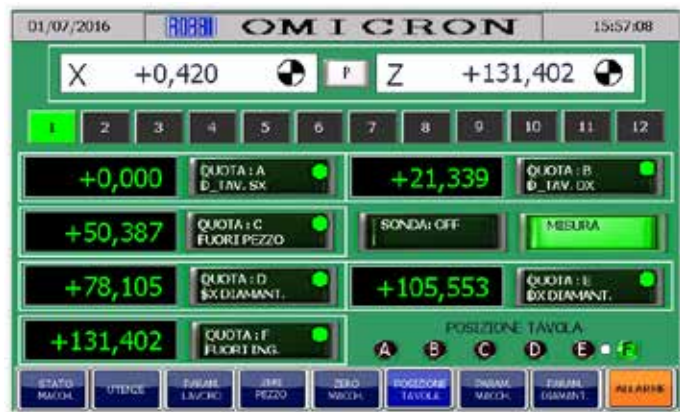 01/07/2016 ROBBI OMICRON 15:57:08
X +0,420 P Z +131,402
1 2 3 4 5 6 7 8 9 10 11 12
+0,000 QUOTA : A D_TAV. SX +21,339 QUOTA : B D_TAV. DX
+50,387 QUOTA : C FUORI PEZZO SONDA: OFF MISURA
+78,105 QUOTA : D SX DIAMANT. +105,553 QUOTA : E DX DIAMANT.
+131,402 QUOTA : F FUORI ING. POSIZIONE TAVOLA
A B C D E F
STATO MACCH. UTENZE PARAM. LAVORO ZERO PEZZO ZERO MACCH. POSIZIONE TAVOLA PARAM. MACCH. PARAM. DIAMANT. ALLARMI